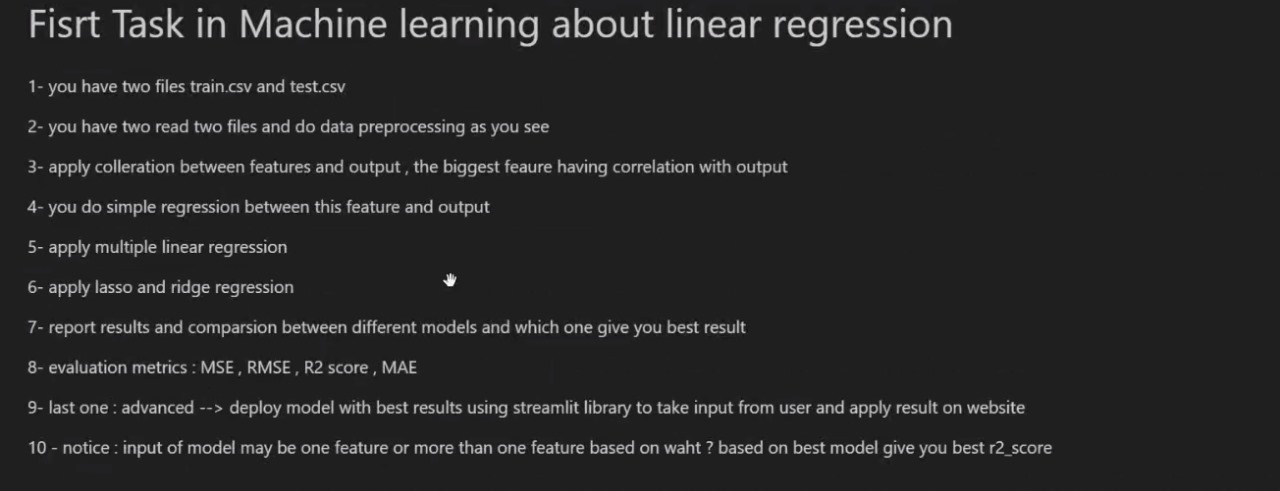 Fisrt Task in Machine learning about linear regression
1- you have two files train.csv and test.csv
2- you have two read two files and do data preprocessing as you see
3- apply colleration between features and output , the biggest feaure having correlation with output
4- you do simple regression between this feature and output
5- apply multiple linear regression
6- apply lasso and ridge regression
7- report results and comparsion between different models and which one give you best result
8- evaluation metrics : MSE , RMSE , R2 score , MAE
9- last one : advanced --> deploy model with best results using streamlit library to take input from user and apply result on website
10 - notice : input of model may be one feature or more than one feature based on waht ? based on best model give you best r2_score